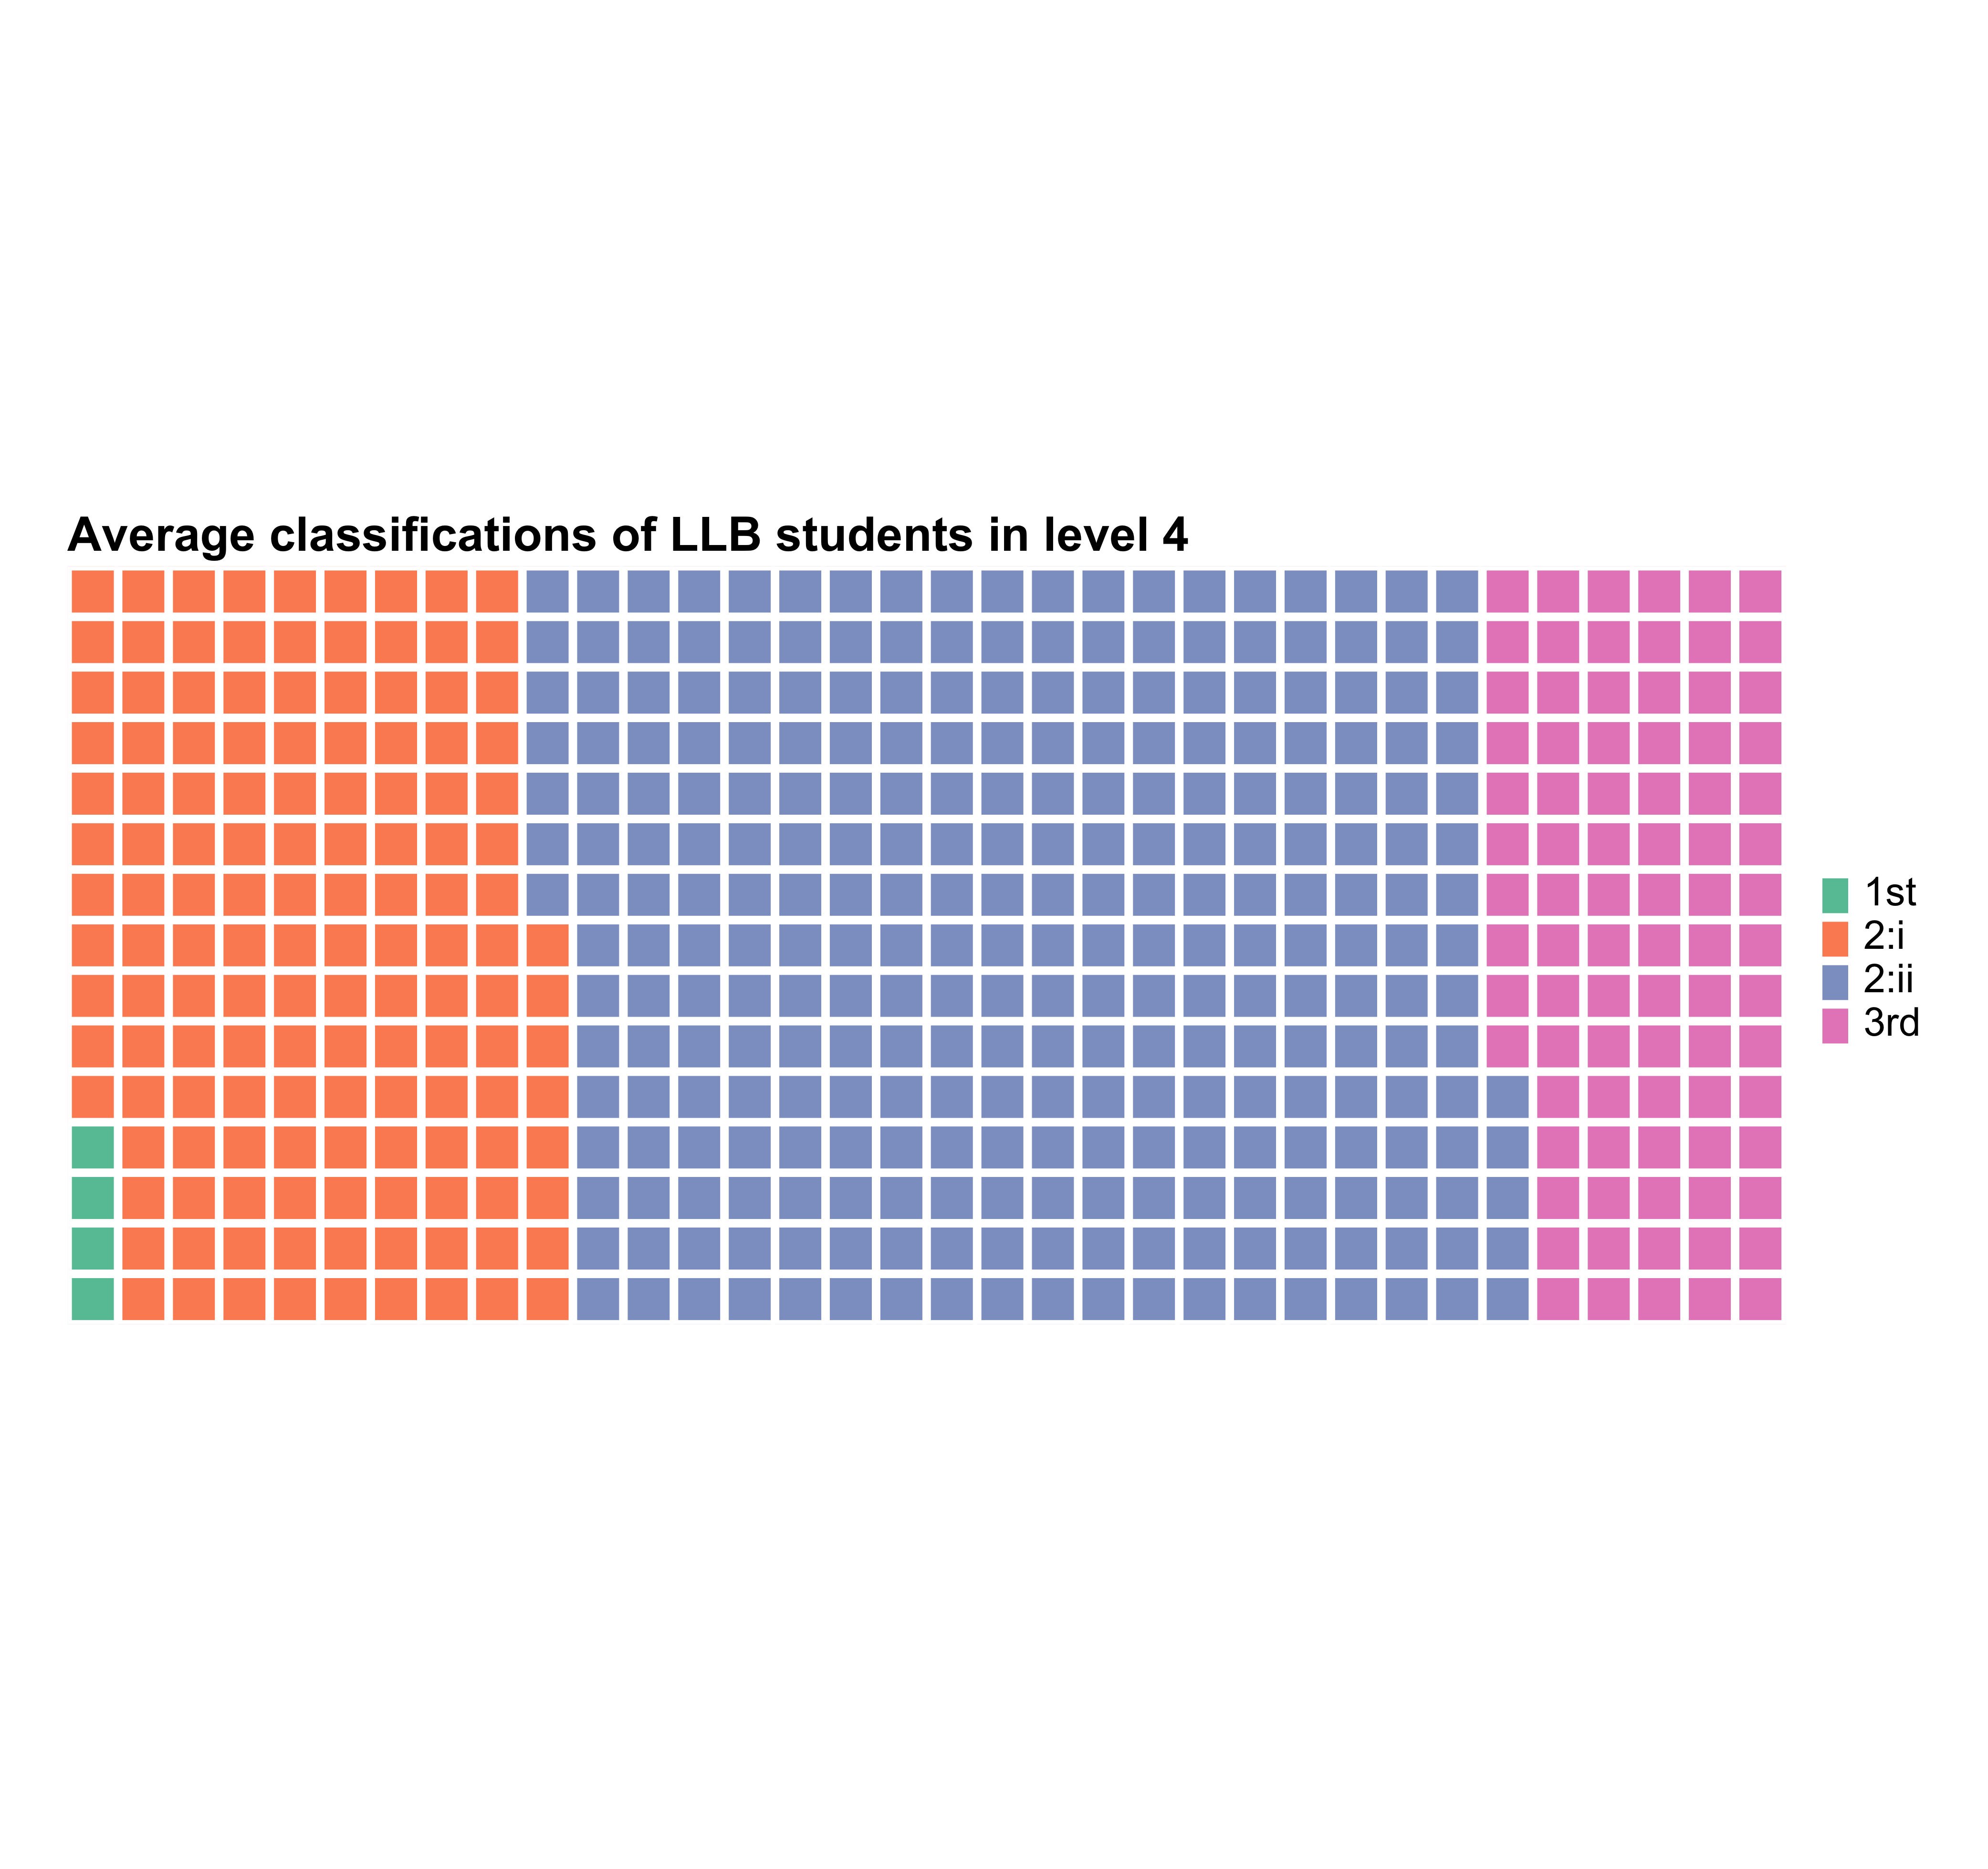 Average classifications of LLB students in level 4
1st
2:i
2:ii
3rd